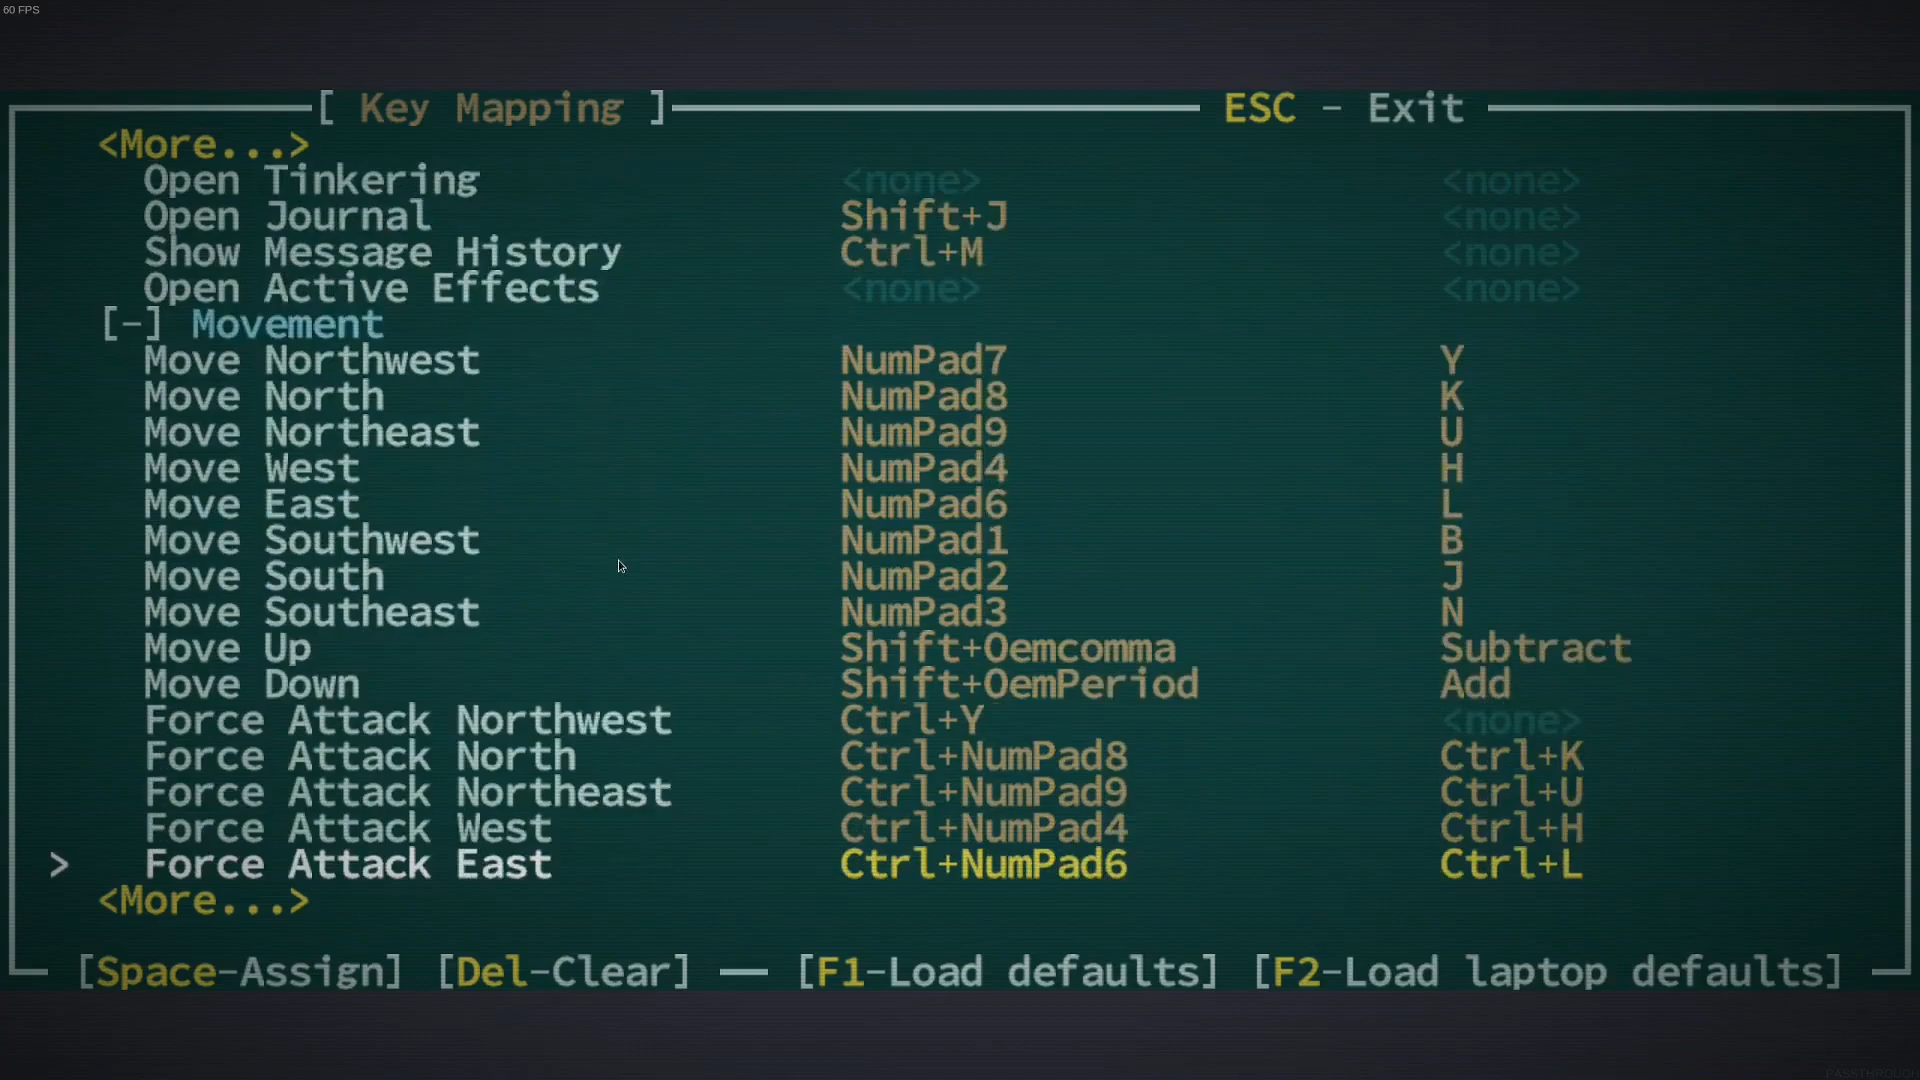 60 FPS
[ Key Mapping ] ESC - Exit
<More...>
Open Tinkering <none> <none>
Open Journal Shift+J <none>
Show Message History Ctrl+M <none>
Open Active Effects <none> <none>
[-] Movement
Move Northwest NumPad7 Y
Move North NumPad8 K
Move Northeast NumPad9 U
Move West NumPad4 H
Move East NumPad6 L
Move Southwest NumPad1 B
Move South NumPad2 J
Move Southeast NumPad3 N
Move Up Shift+Oemcomma Subtract
Move Down Shift+OemPeriod Add
Force Attack Northwest Ctrl+Y <none>
Force Attack North Ctrl+NumPad8 Ctrl+K
Force Attack Northeast Ctrl+NumPad9 Ctrl+U
Force Attack West Ctrl+NumPad4 Ctrl+H
> Force Attack East Ctrl+NumPad6 Ctrl+L
<More...>
[Space-Assign] [Del-Clear] — [F1-Load defaults] [F2-Load laptop defaults]
PASSTHROUGH